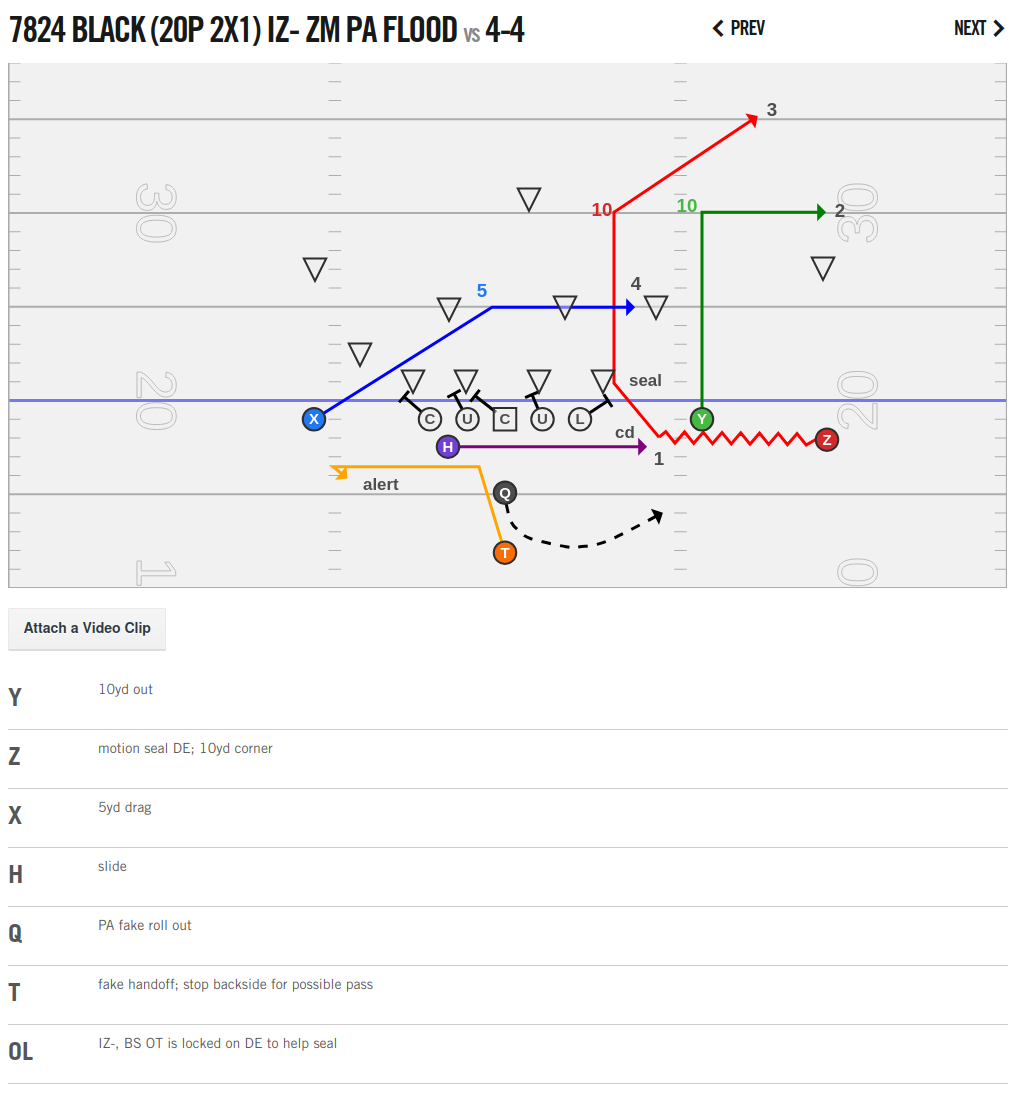 7824 BLACK (20P 2X1) IZ- ZM PA FLOOD VS 4-4
PREV
NEXT
3
30
10
10
2
30
5
4
20
seal
20
X
C
U
C
U
L
Y
Z
H
cd
1
alert
Q
T
1
0
Attach a Video Clip
Y 10yd out
Z motion seal DE; 10yd corner
X 5yd drag
H slide
Q PA fake roll out
T fake handoff; stop backside for possible pass
OL IZ-, BS OT is locked on DE to help seal